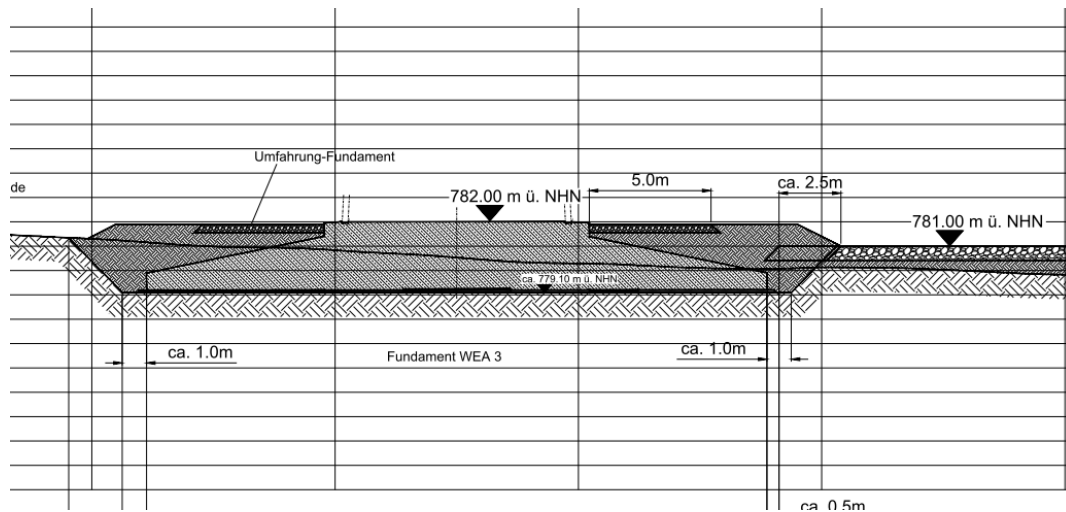 Umfahrung-Fundament
de
782.00 m ü. NHN
5.0m
ca. 2.5m
781.00 m ü. NHN
ca. 779.10 m ü. NHN
ca. 1.0m
Fundament WEA 3
ca. 1.0m
ca. 0.5m